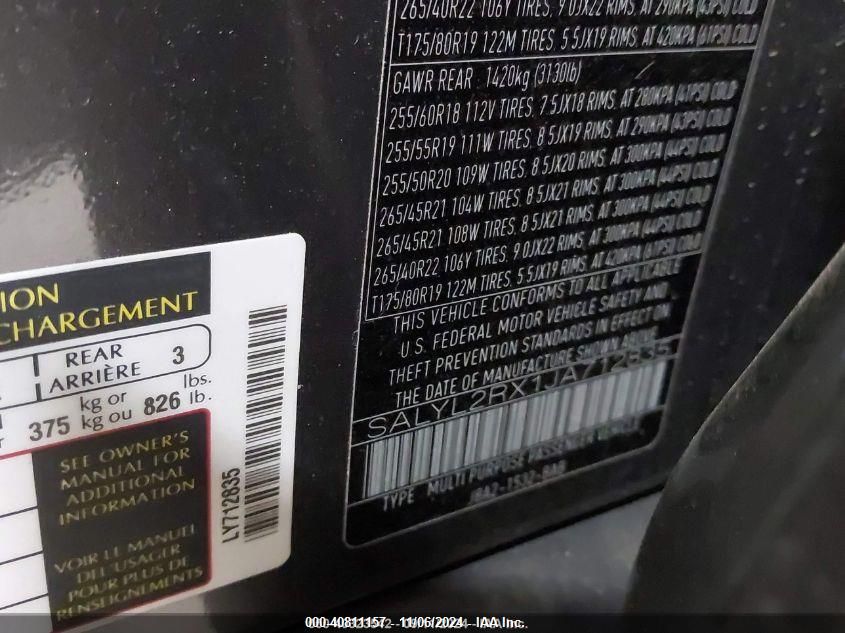 265/40R22 106Y TIRES, 9.0JX22 RIMS, AT 290KPA (43PSI) COLD
T175/80R19 122M TIRES, 5.5JX19 RIMS, AT 420KPA (61PSI) COLD
GAWR REAR 1420kg (3130lb)
255/60R18 112V TIRES, 7.5JX18 RIMS, AT 280KPA (41PSI) COLD
255/55R19 111W TIRES, 8.5JX19 RIMS, AT 290KPA (43PSI) COLD
255/50R20 109W TIRES, 8.5JX20 RIMS, AT 300KPA (44PSI) COLD
265/45R21 104W TIRES, 8.5JX21 RIMS, AT 300KPA (44PSI) COLD
265/45R21 108W TIRES, 8.5JX21 RIMS, AT 300KPA (44PSI) COLD
265/40R22 106Y TIRES, 9.0JX22 RIMS, AT 300KPA (44PSI) COLD
T175/80R19 122M TIRES, 5.5JX19 RIMS, AT 420KPA (61PSI) COLD
THIS VEHICLE CONFORMS TO ALL APPLICABLE
U.S. FEDERAL MOTOR VEHICLE SAFETY AND
THEFT PREVENTION STANDARDS IN EFFECT ON
THE DATE OF MANUFACTURE SHOWN ABOVE
SALYL2RX1JA712835
TYPE MULTI PURPOSE PASSENGER VEHICLE
ION
CHARGEMENT
REAR 3
ARRIÈRE
375 kg or kg ou 826 lbs. lb.
SEE OWNER'S
MANUAL FOR
ADDITIONAL
INFORMATION
VOIR LE MANUEL
DE L'USAGER
POUR PLUS DE
RENSEIGNEMENTS
LY712835
000-40811157 - 11/06/2024 - IAA Inc.